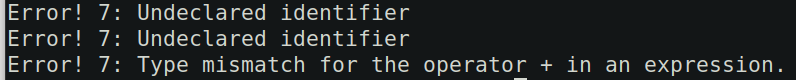 Error! 7: Undeclared identifier
Error! 7: Undeclared identifier
Error! 7: Type mismatch for the operator + in an expression.